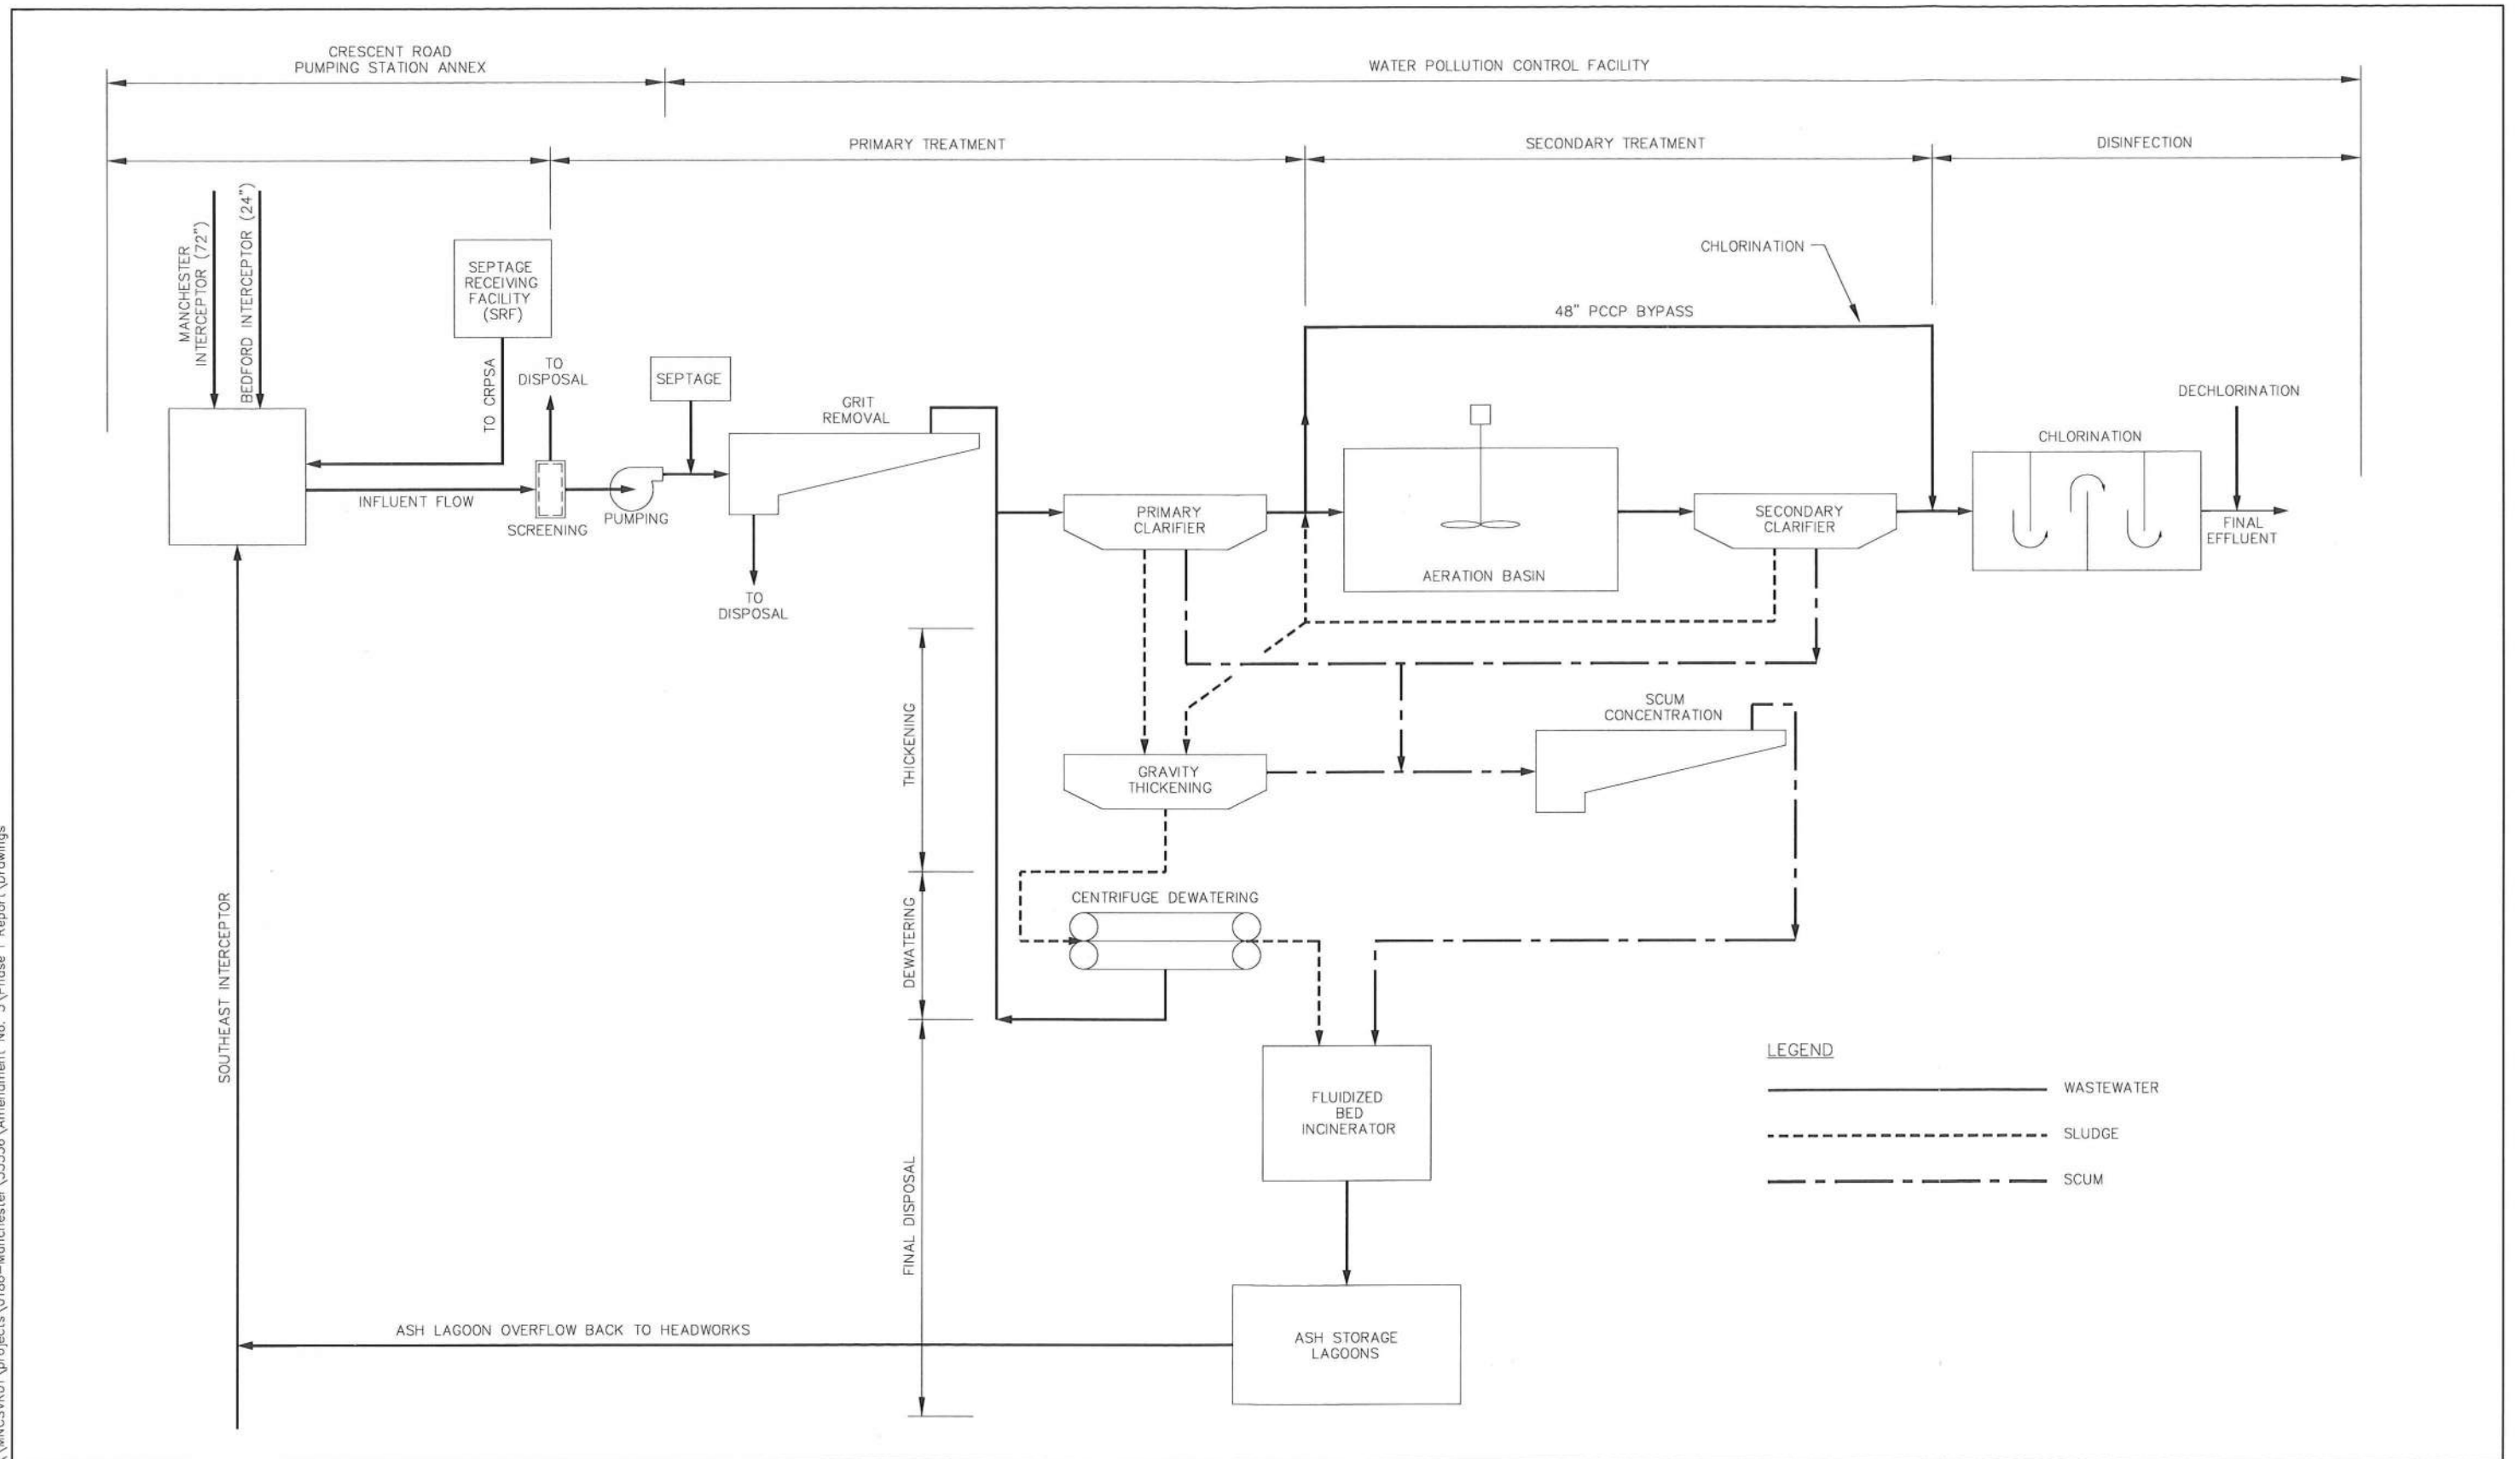 CRESCENT ROAD
PUMPING STATION ANNEX
WATER POLLUTION CONTROL FACILITY
PRIMARY TREATMENT
SECONDARY TREATMENT
DISINFECTION
MANCHESTER
INTERCEPTOR (72")
BEDFORD INTERCEPTOR (24")
SEPTAGE
RECEIVING
FACILITY
(SRF)
TO CRPSA
TO
DISPOSAL
SEPTAGE
GRIT
REMOVAL
CHLORINATION
48" PCCP BYPASS
DECHLORINATION
CHLORINATION
INFLUENT FLOW
SCREENING
PUMPING
TO
DISPOSAL
PRIMARY
CLARIFIER
AERATION BASIN
SECONDARY
CLARIFIER
FINAL
EFFLUENT
THICKENING
SCUM
CONCENTRATION
GRAVITY
THICKENING
DEWATERING
CENTRIFUGE DEWATERING
SOUTHEAST INTERCEPTOR
FINAL DISPOSAL
FLUIDIZED
BED
INCINERATOR
ASH LAGOON OVERFLOW BACK TO HEADWORKS
ASH STORAGE
LAGOONS
LEGEND
WASTEWATER
SLUDGE
SCUM